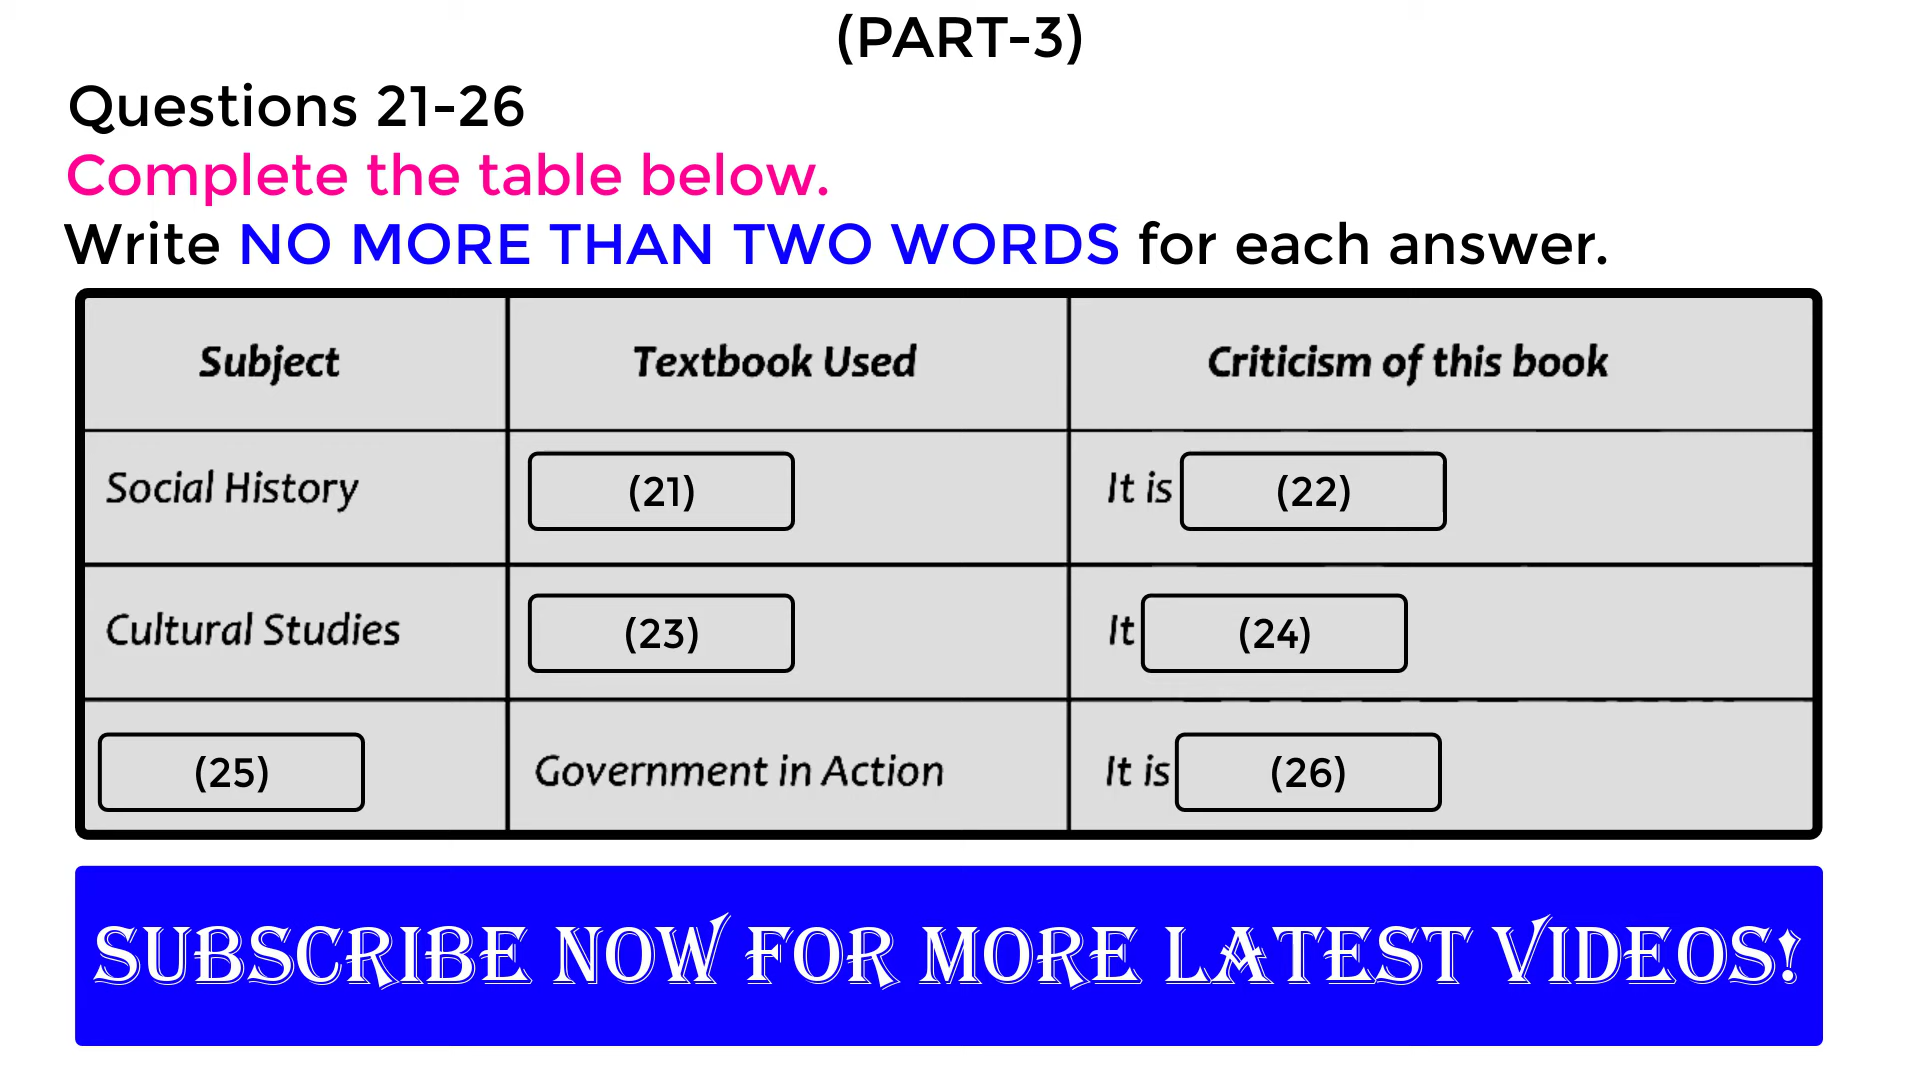 (PART-3)
Questions 21-26
Complete the table below.
Write NO MORE THAN TWO WORDS for each answer.
Subject Textbook Used Criticism of this book
Social History (21) It is (22)
Cultural Studies (23) It (24)
(25) Government in Action It is (26)
SUBSCRIBE NOW FOR MORE LATEST VIDEOS!